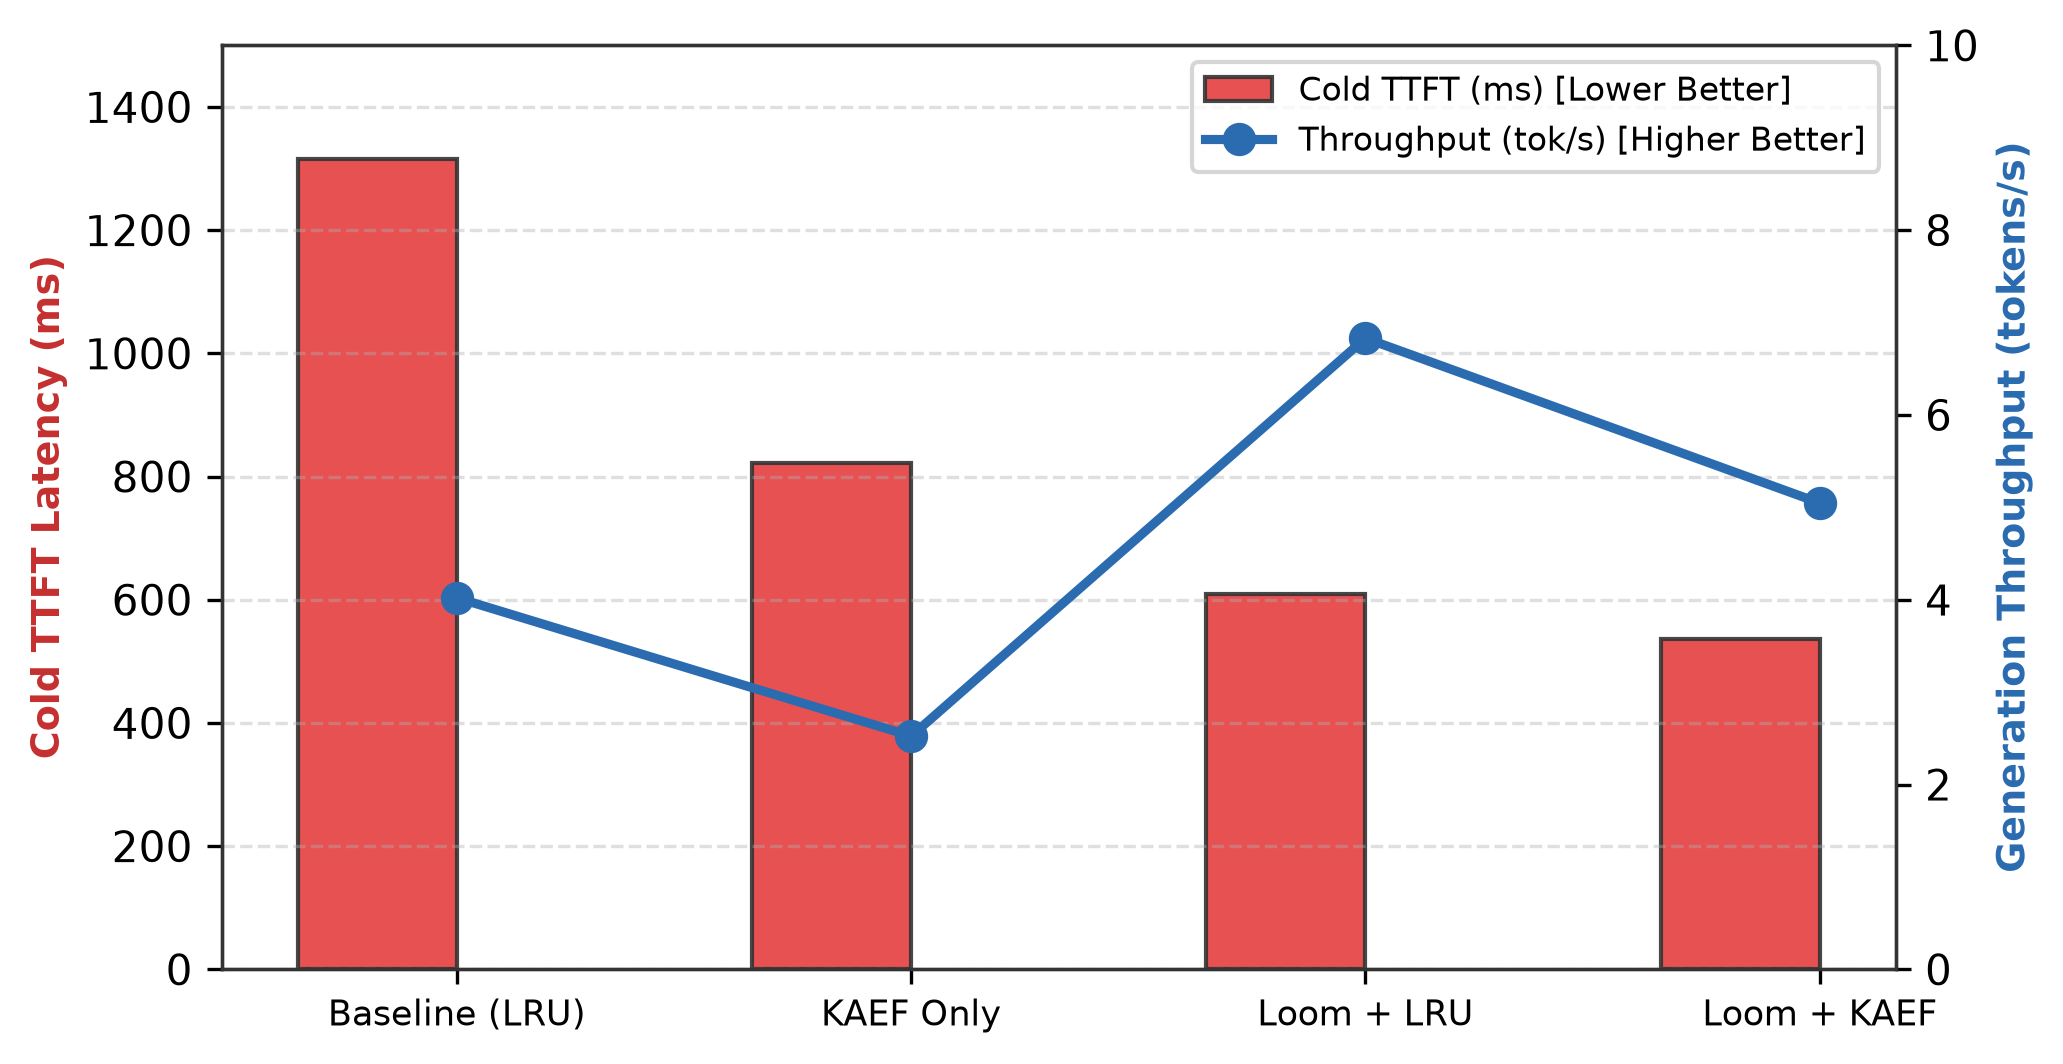 Cold TTFT Latency (ms)
1400
1200
1000
800
600
400
200
0
Cold TTFT (ms) [Lower Better]
Throughput (tok/s) [Higher Better]
10
8
6
4
2
0
Generation Throughput (tokens/s)
Baseline (LRU)
KAEF Only
Loom + LRU
Loom + KAEF